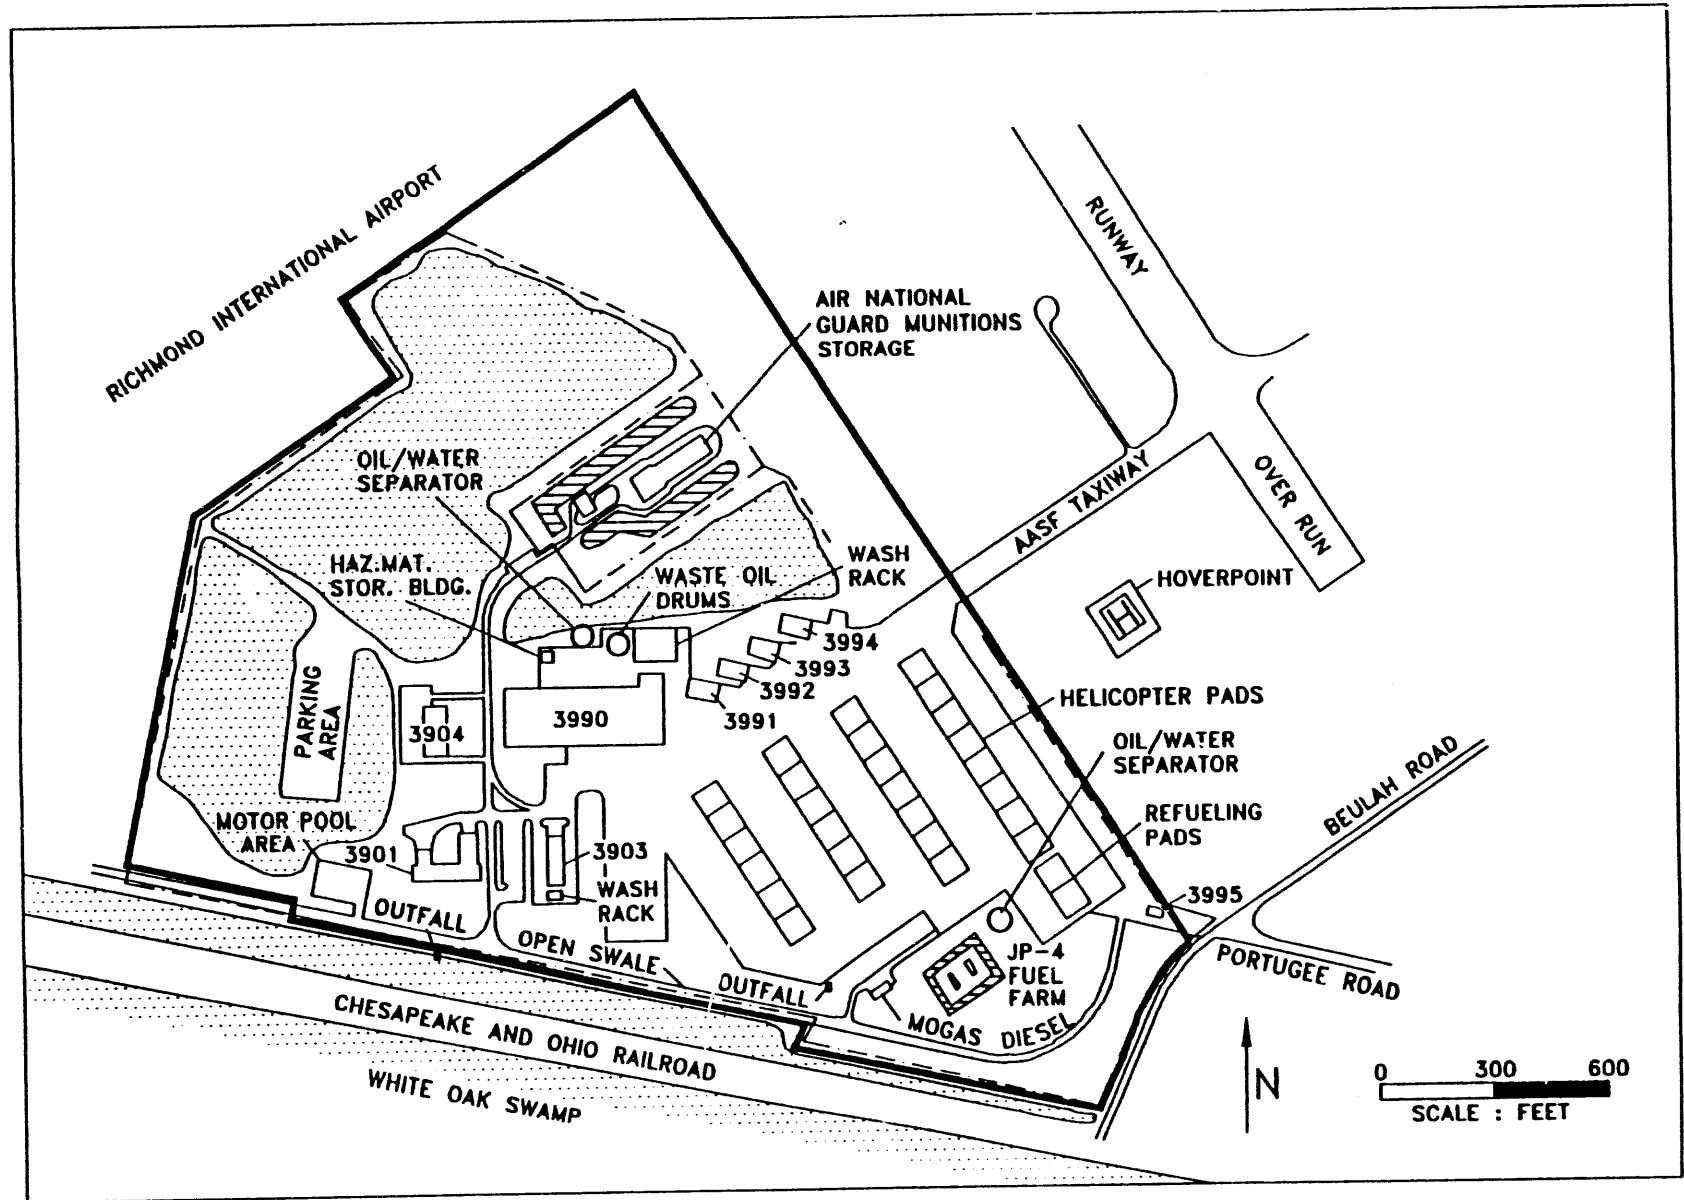 RICHMOND INTERNATIONAL AIRPORT
RUNWAY
AIR NATIONAL
GUARD MUNITIONS
STORAGE
OIL/WATER
SEPARATOR
AASF TAXIWAY
OVER RUN
HAZ.MAT.
STOR. BLDG.
WASTE OIL
DRUMS
WASH
RACK
HOVERPOINT
H
3994
3993
3992
3991
PARKING
AREA
3904
3990
HELICOPTER PADS
OIL/WATER
SEPARATOR
BEULAH ROAD
REFUELING
PADS
MOTOR POOL
AREA
3901
3903
WASH
RACK
3995
OUTFALL
OPEN SWALE
OUTFALL
JP-4
FUEL
FARM
MOGAS
DIESEL
PORTUGEE ROAD
CHESAPEAKE AND OHIO RAILROAD
WHITE OAK SWAMP
N
0 300 600
SCALE : FEET